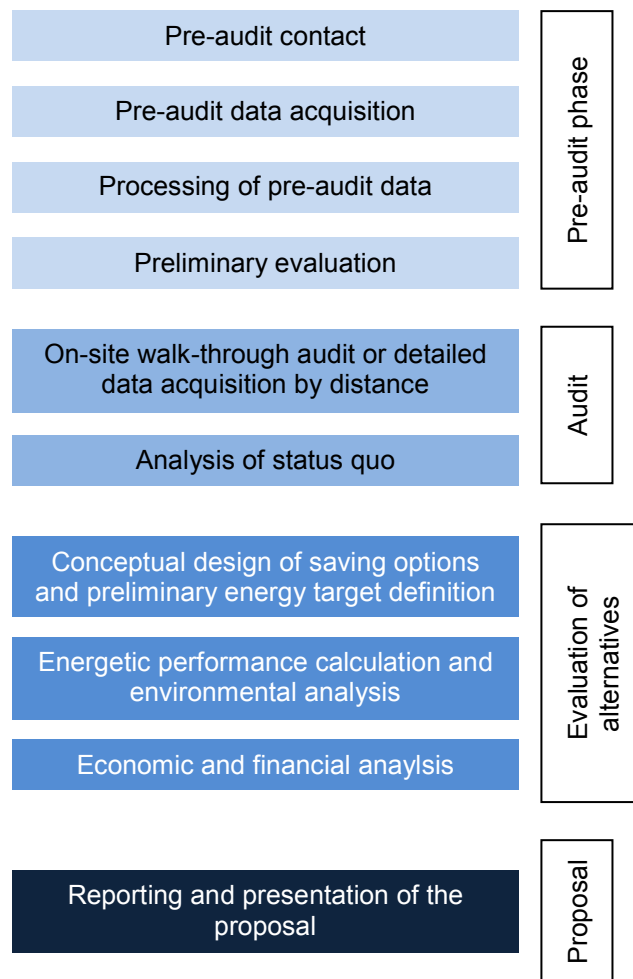 Pre-audit contact
Pre-audit data acquisition
Processing of pre-audit data
Preliminary evaluation
Pre-audit phase
On-site walk-through audit or detailed
data acquisition by distance
Analysis of status quo
Audit
Conceptual design of saving options
and preliminary energy target definition
Energetic performance calculation and
environmental analysis
Economic and financial anaylsis
Evaluation of
alternatives
Reporting and presentation of the
proposal
Proposal